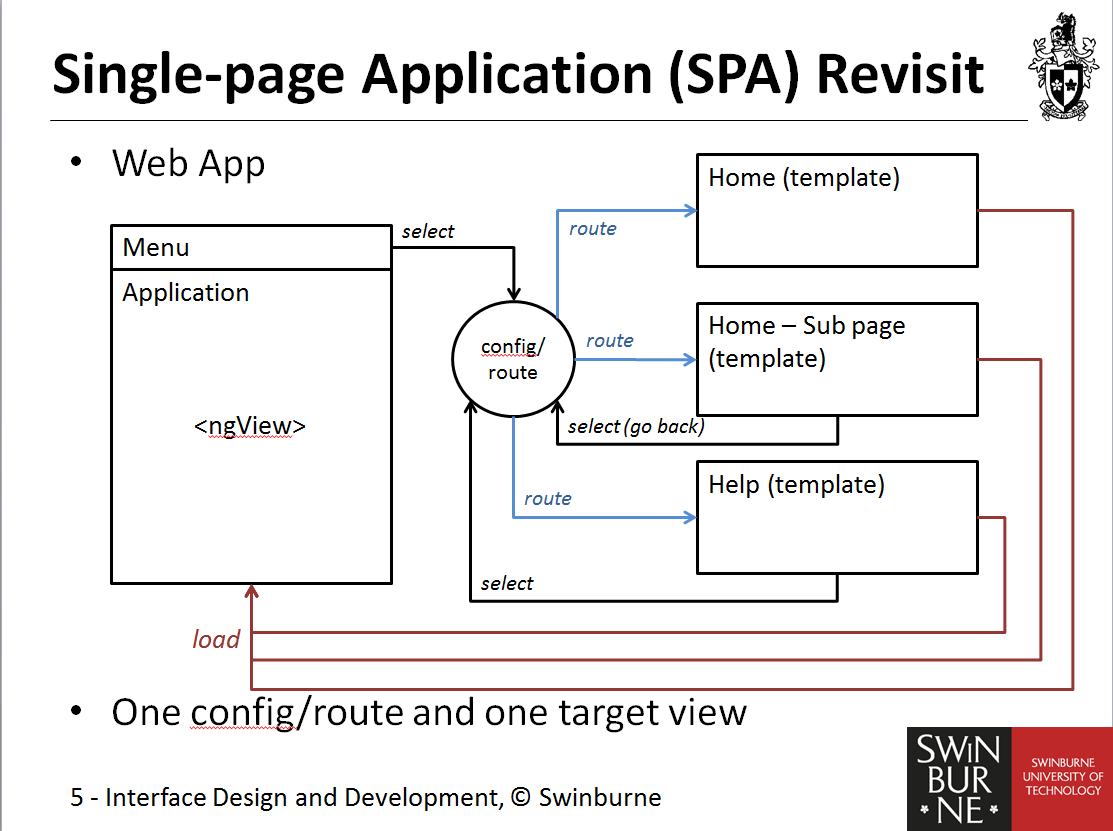 Single-page Application (SPA) Revisit
• Web App
Menu
Application
<ngView>
select
config/
route
route
route
route
Home (template)
Home – Sub page
(template)
select (go back)
Help (template)
select
load
• One config/route and one target view
5 - Interface Design and Development, © Swinburne
SWIN
BUR
*NE*
SWINBURNE
UNIVERSITY OF
TECHNOLOGY